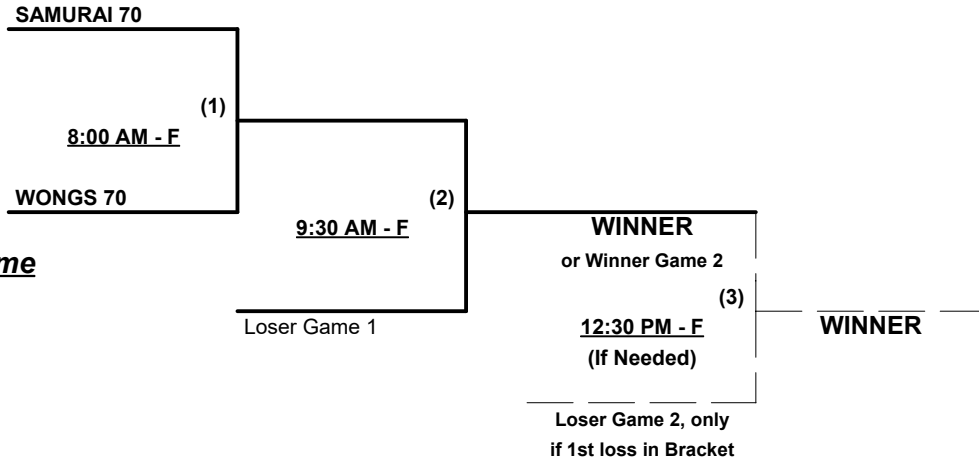 SAMURAI 70
(1)
8:00 AM - F
WONGS 70
(2)
9:30 AM - F
WINNER
or Winner Game 2
(3)
Loser Game 1
12:30 PM - F
WINNER
(If Needed)
Loser Game 2, only
if 1st loss in Bracket